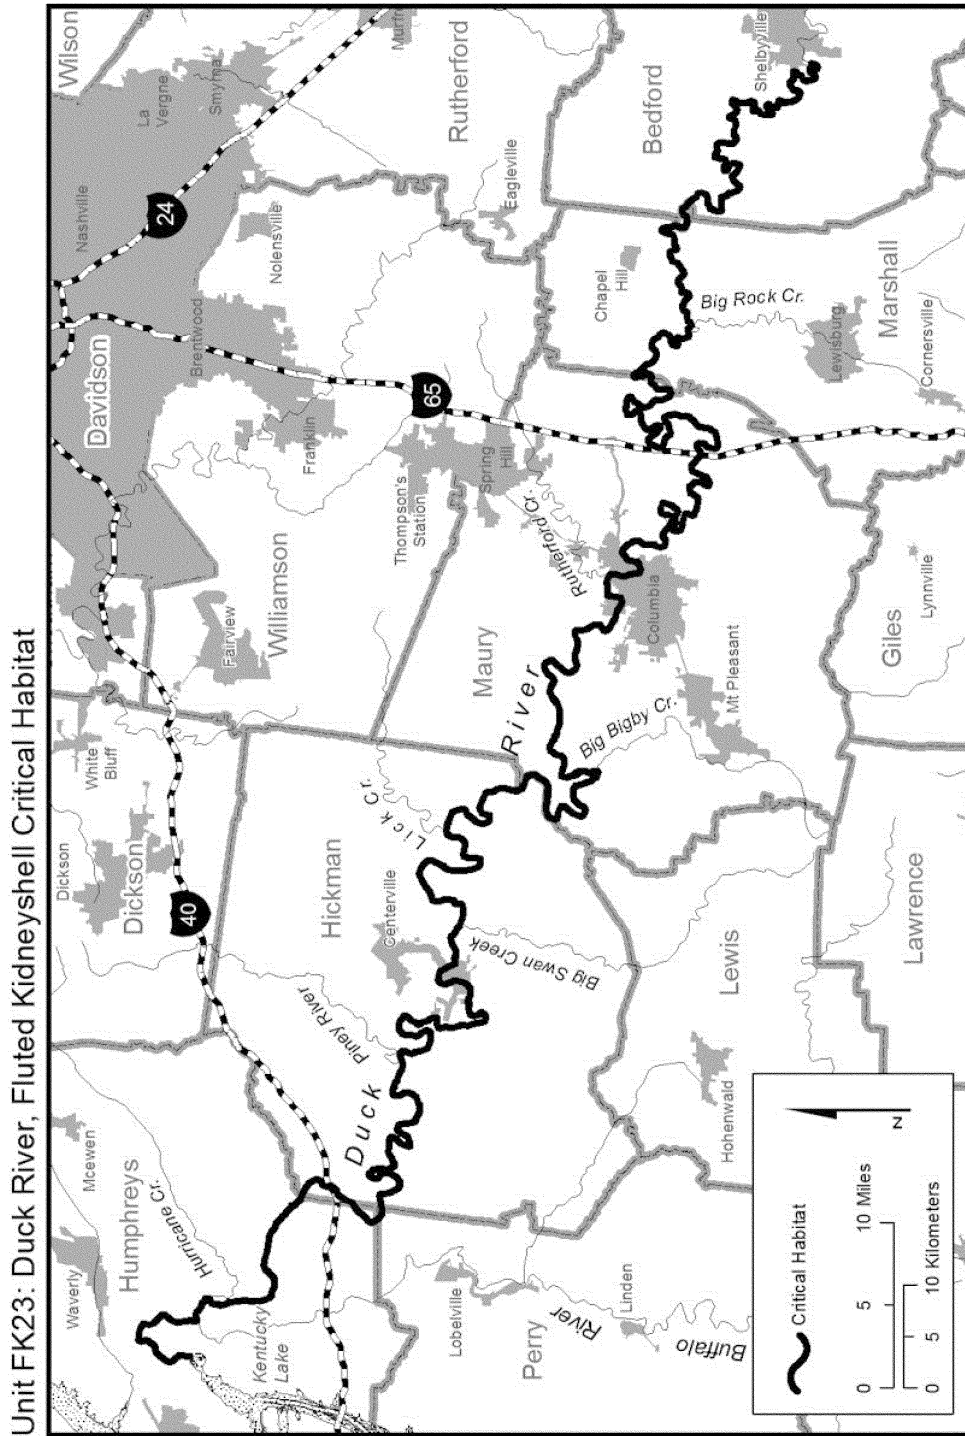 Unit FK23: Duck River, Fluted Kidneyshell Critical Habitat
Waverly
Mcewen
Humphreys
Hurricane Cr.
Kentucky
Lake
Dickson
Dickson
White
Bluff
40
Fairview
Williamson
Davidson
Nashville
24
La
Vergne
Smyrna
Wilson
Brentwood
Nolensville
Franklin
65
Thompson's
Station
Spring
Hill
Rutherford
Eagleville
Murfr
Hickman
Centerville
Piney River
Lick Cr.
Big Swan Creek
Duck
River
Maury
Rutherford Cr.
Columbia
Big Bigby Cr.
Mt Pleasant
Chapel
Hill
Big Rock Cr.
Bedford
Shelbyville
Marshall
Lewisburg
Cornersville
Giles
Lynnville
Lawrence
Lewis
Hohenwald
Lobelville
Perry
Linden
Buffalo
River
Critical Habitat
0 5 10 Miles
0 5 10 Kilometers
N